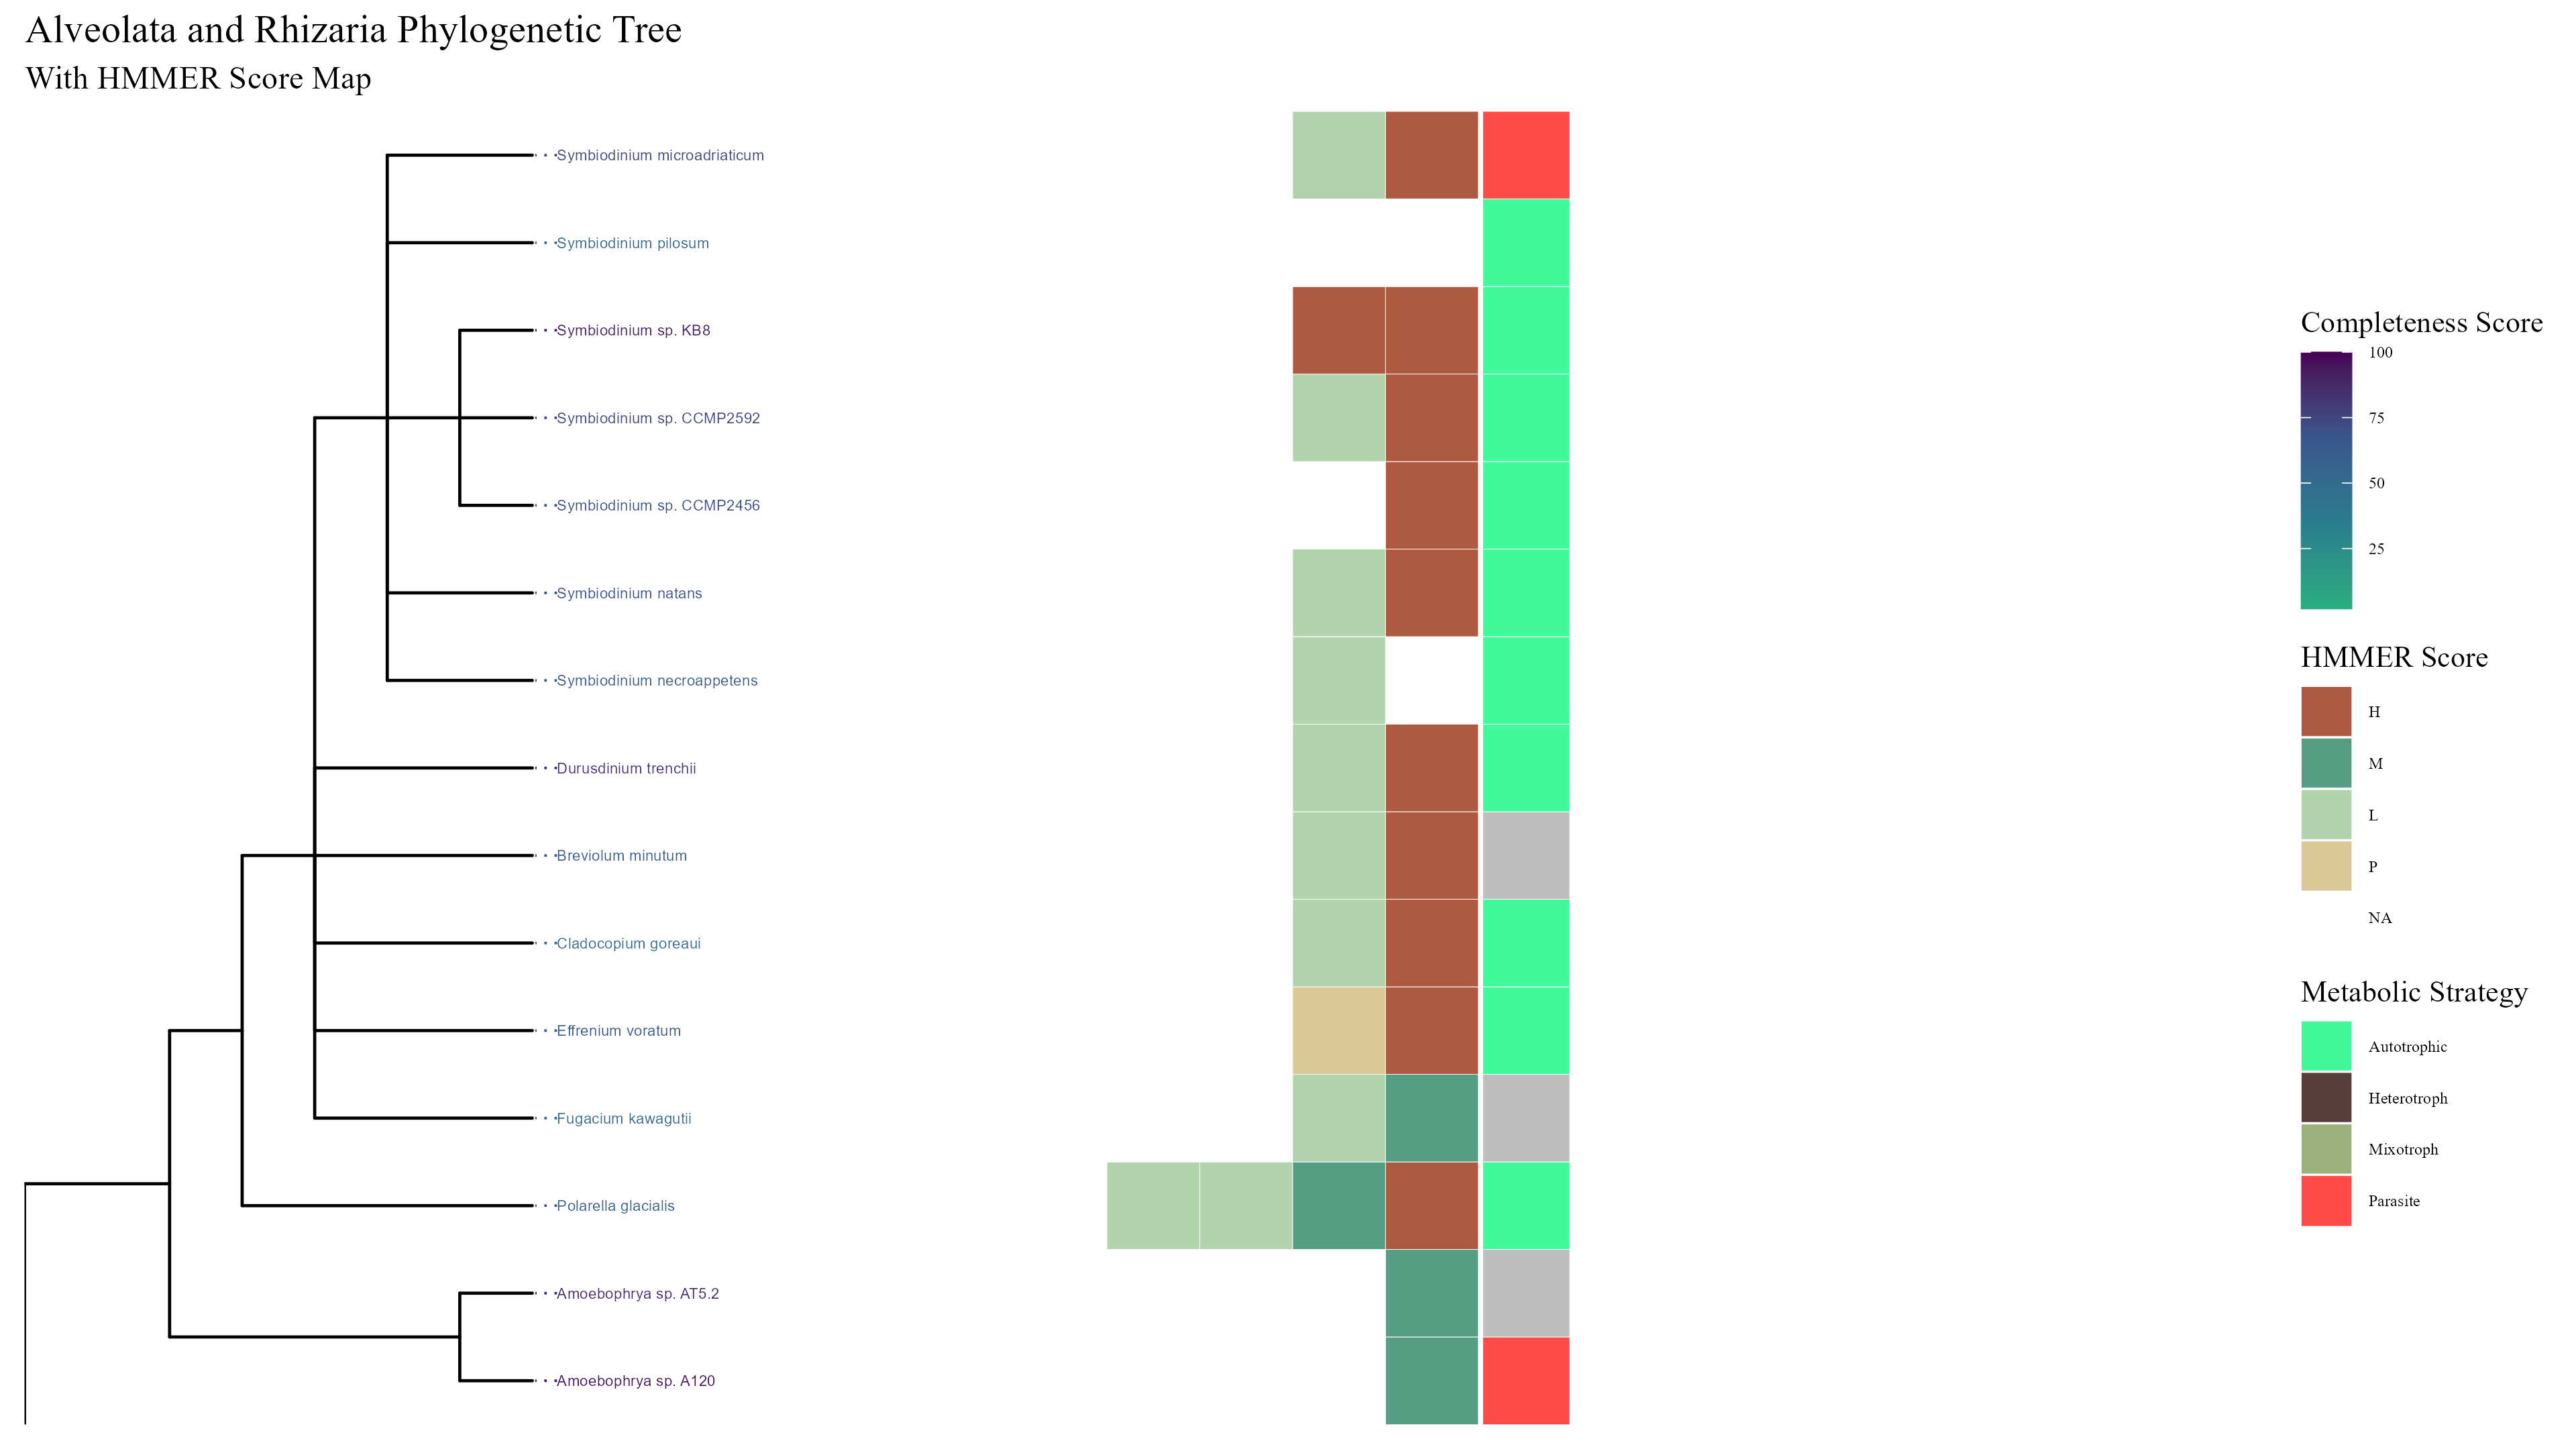 Alveolata and Rhizaria Phylogenetic Tree
With HMMER Score Map
Symbiodinium microadriaticum
Symbiodinium pilosum
Symbiodinium sp. KB8
Symbiodinium sp. CCMP2592
Symbiodinium sp. CCMP2456
Symbiodinium natans
Symbiodinium necroappetens
Durusdinium trenchii
Breviolum minutum
Cladocopium goreaui
Effrenium voratum
Fugacium kawagutii
Polarella glacialis
Amoebophrya sp. AT5.2
Amoebophrya sp. A120
Completeness Score
100
75
50
25
HMMER Score
H
M
L
P
NA
Metabolic Strategy
Autotrophic
Heterotroph
Mixotroph
Parasite